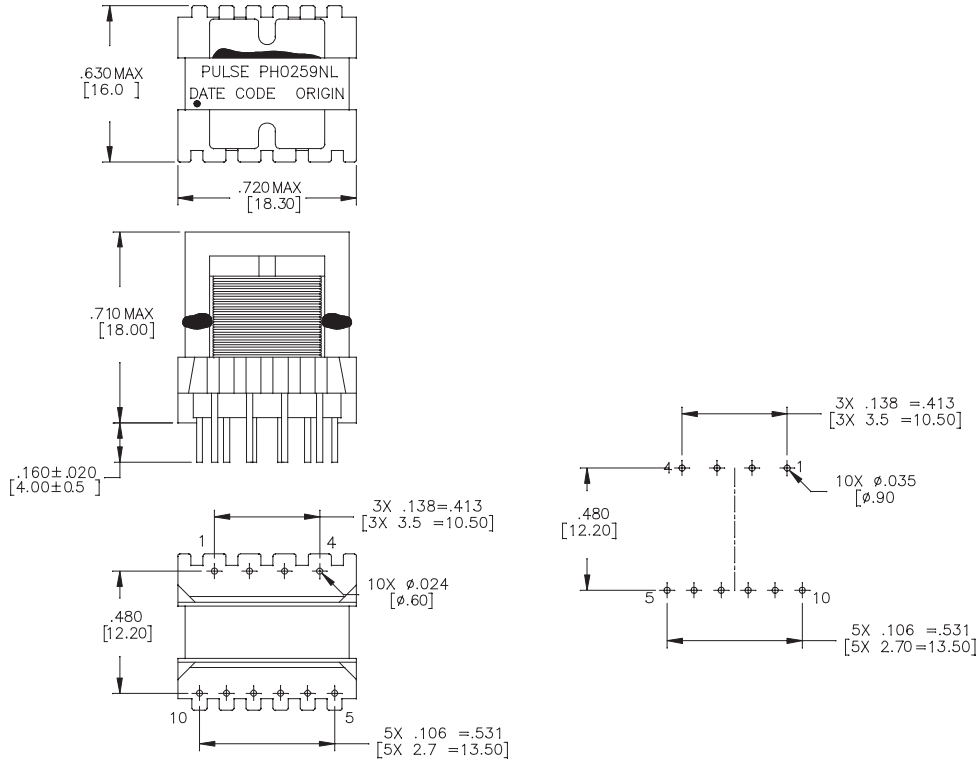 .630 MAX
[16.0 ]
PULSE PH0259NL
DATE CODE ORIGIN
.720 MAX
[18.30]
.710 MAX
[18.00]
.160±.020
[4.00±0.5 ]
3X .138=.413
[3X 3.5 =10.50]
1
4
10X ø.024
[ø.60]
.480
[12.20]
10
5
5X .106 =.531
[5X 2.7 =13.50]
3X .138 =.413
[3X 3.5 =10.50]
4
1
10X ø.035
[ø.90
.480
[12.20]
5
10
5X .106 =.531
[5X 2.70=13.50]